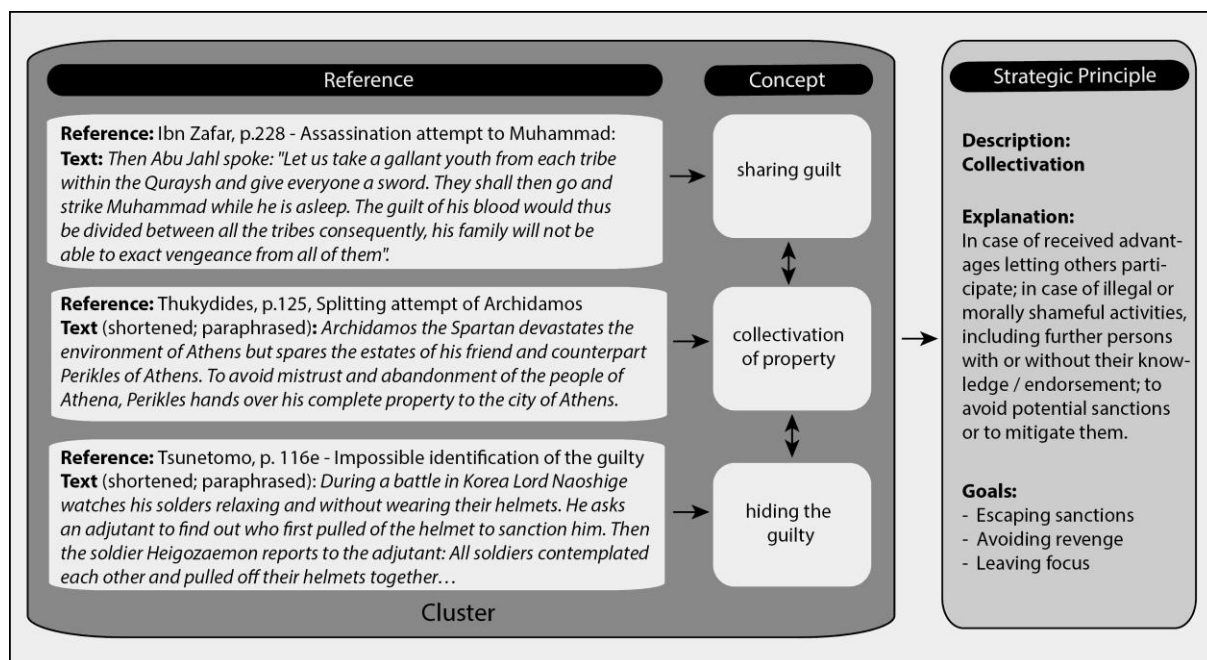 Reference
Concept
Reference: Ibn Zafar, p.228 - Assassination attempt to Muhammad:
Text: Then Abu Jahl spoke: "Let us take a gallant youth from each tribe
within the Quraysh and give everyone a sword. They shall then go and
strike Muhammad while he is asleep. The guilt of his blood would thus
be divided between all the tribes consequently, his family will not be
able to exact vengeance from all of them".
sharing guilt
Reference: Thukydides, p.125, Splitting attempt of Archidamos
Text (shortened; paraphrased): Archidamos the Spartan devastates the
environment of Athens but spares the estates of his friend and counterpart
Perikles of Athens. To avoid mistrust and abandonment of the people of
Athena, Perikles hands over his complete property to the city of Athens.
collectivation
of property
Reference: Tsunetomo, p. 116e - Impossible identification of the guilty
Text (shortened; paraphrased): During a battle in Korea Lord Naoshige
watches his solders relaxing and without wearing their helmets. He asks
an adjutant to find out who first pulled of the helmet to sanction him. Then
the soldier Heigozaemon reports to the adjutant: All soldiers contemplated
each other and pulled off their helmets together…
hiding the
guilty
Cluster
Strategic Principle
Description:
Collectivation
Explanation:
In case of received advant-
ages letting others parti-
cipate; in case of illegal or
morally shameful activities,
including further persons
with or without their know-
ledge / endorsement; to
avoid potential sanctions
or to mitigate them.
Goals:
- Escaping sanctions
- Avoiding revenge
- Leaving focus